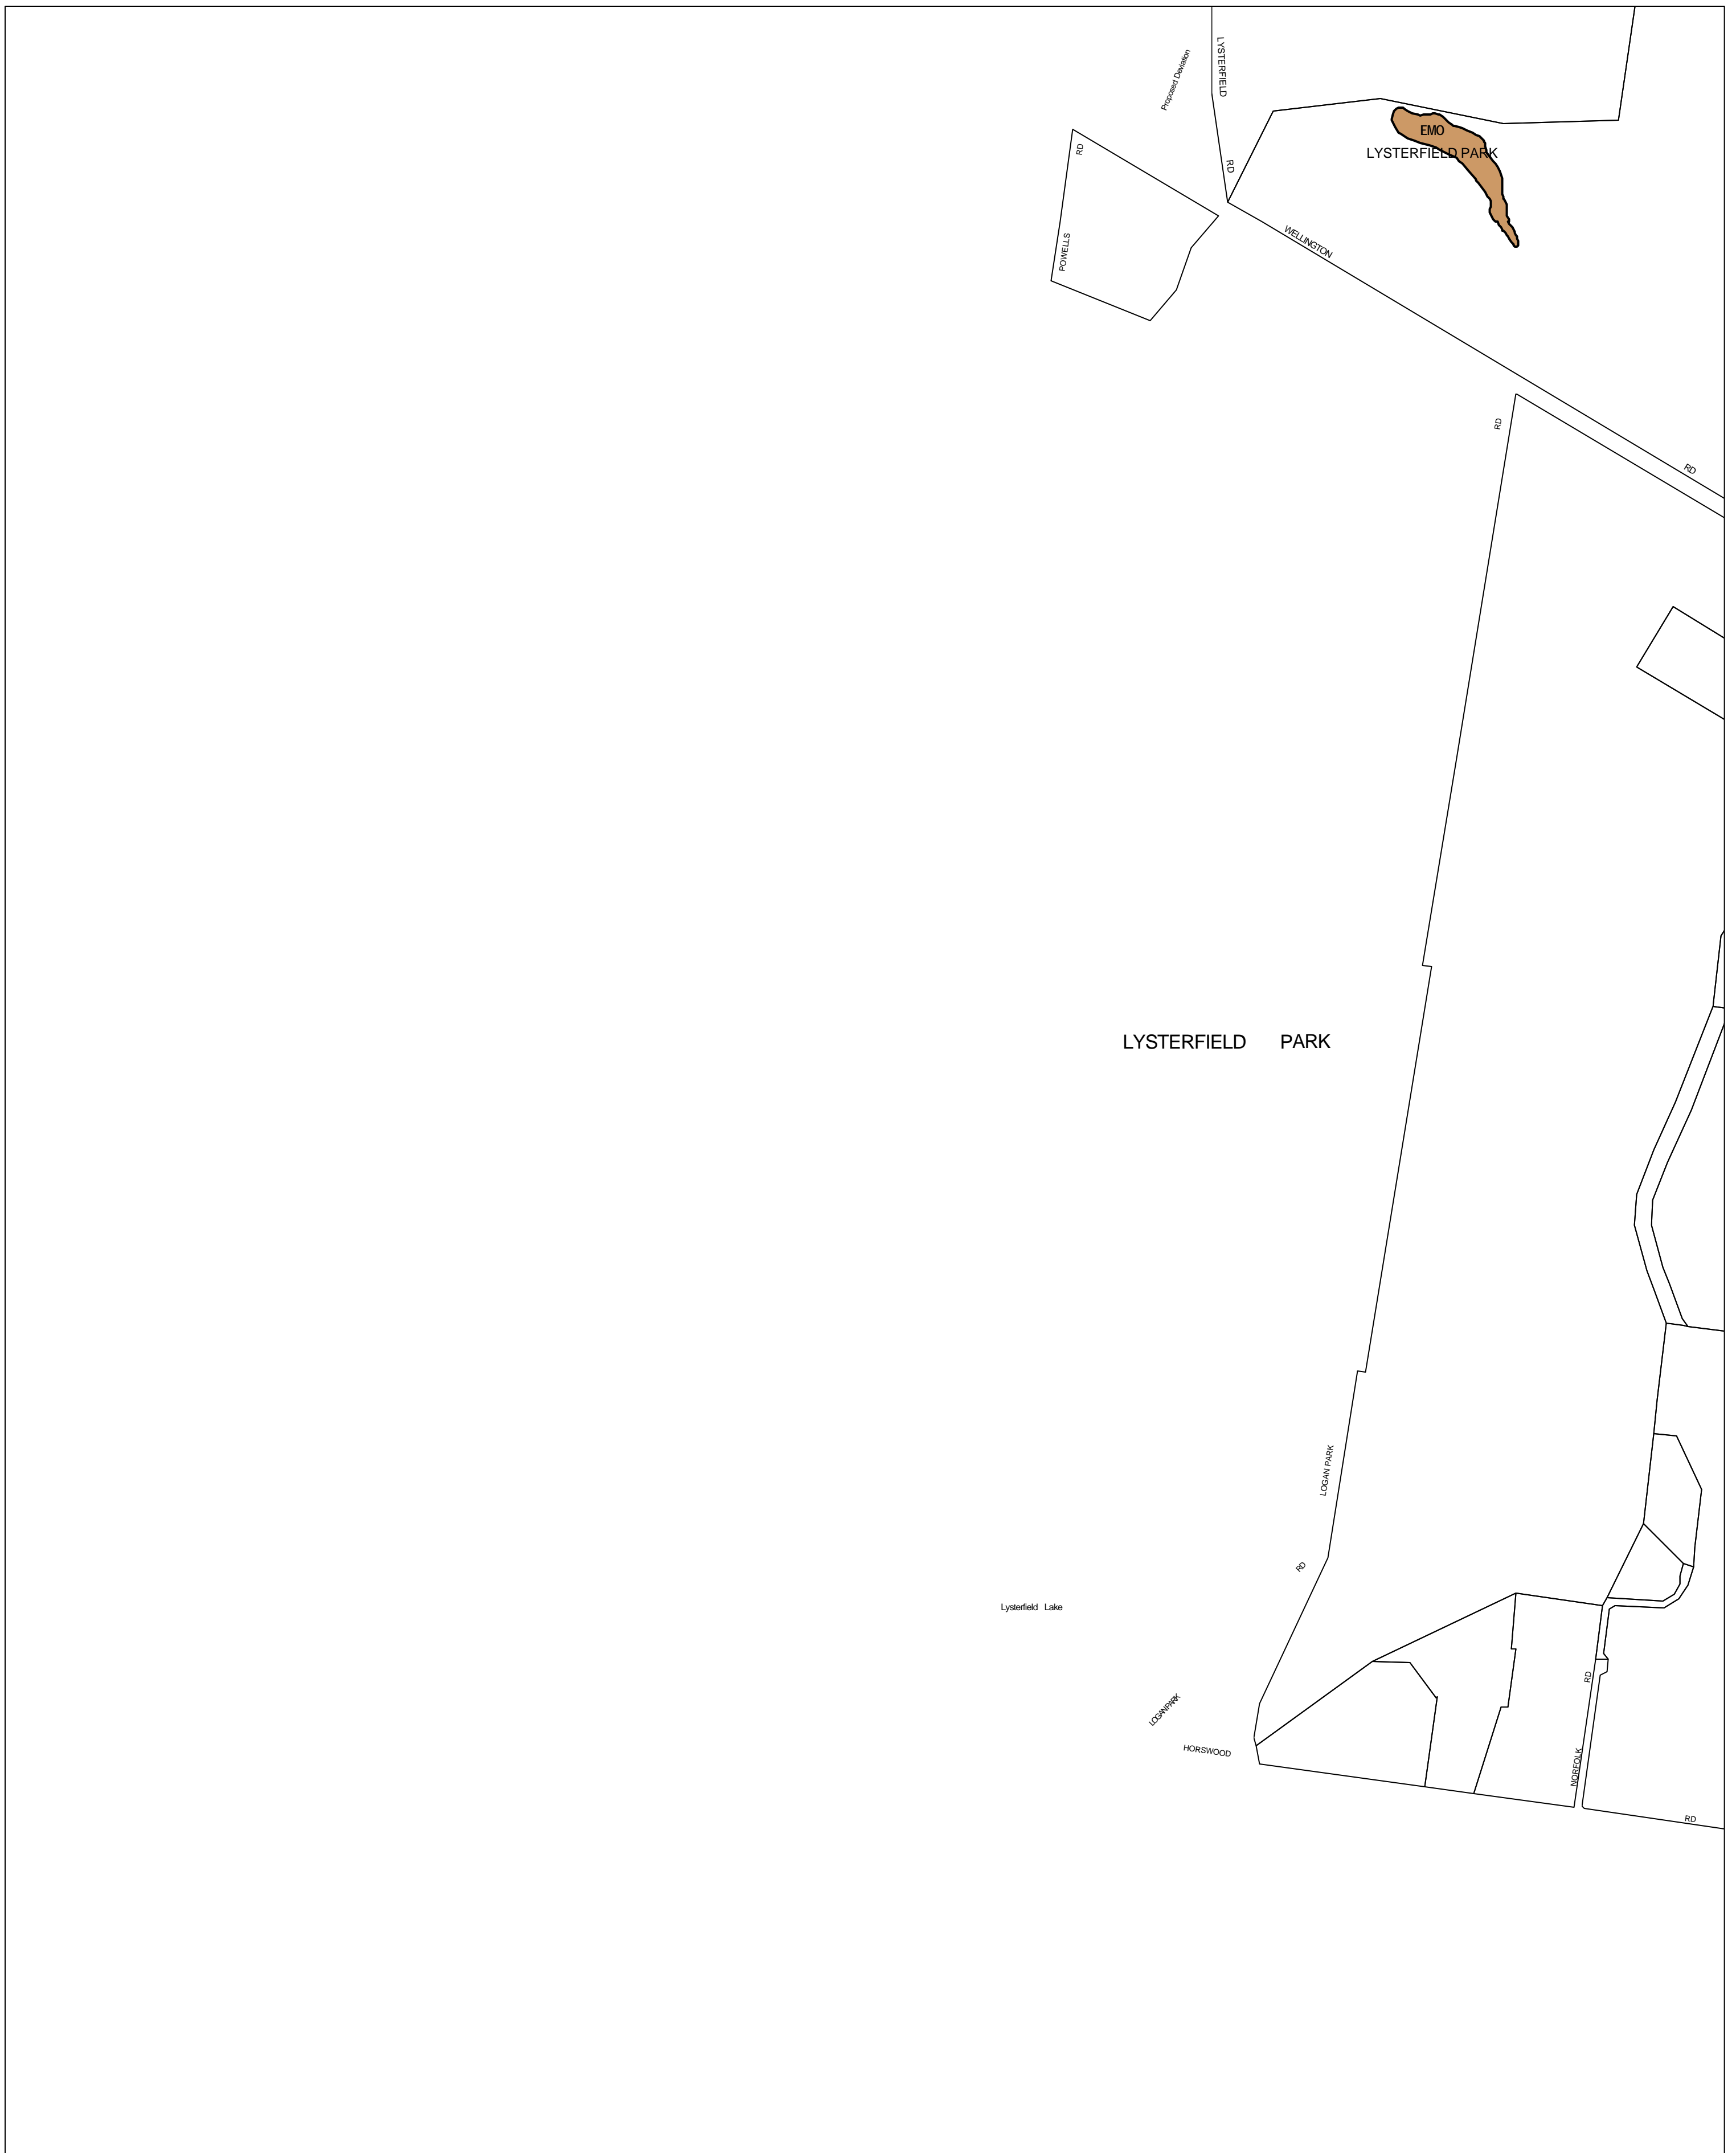 LYSTERFIELD
Proposed Deviation
EMO
LYSTERFIELD PARK
RD
RD
POWELLS
WELLINGTON
RD
RD
LYSTERFIELD PARK
LOGAN PARK
RD
Lysterfield Lake
RD
LOGAN PARK
HORSWOOD
NORFOLK
RD